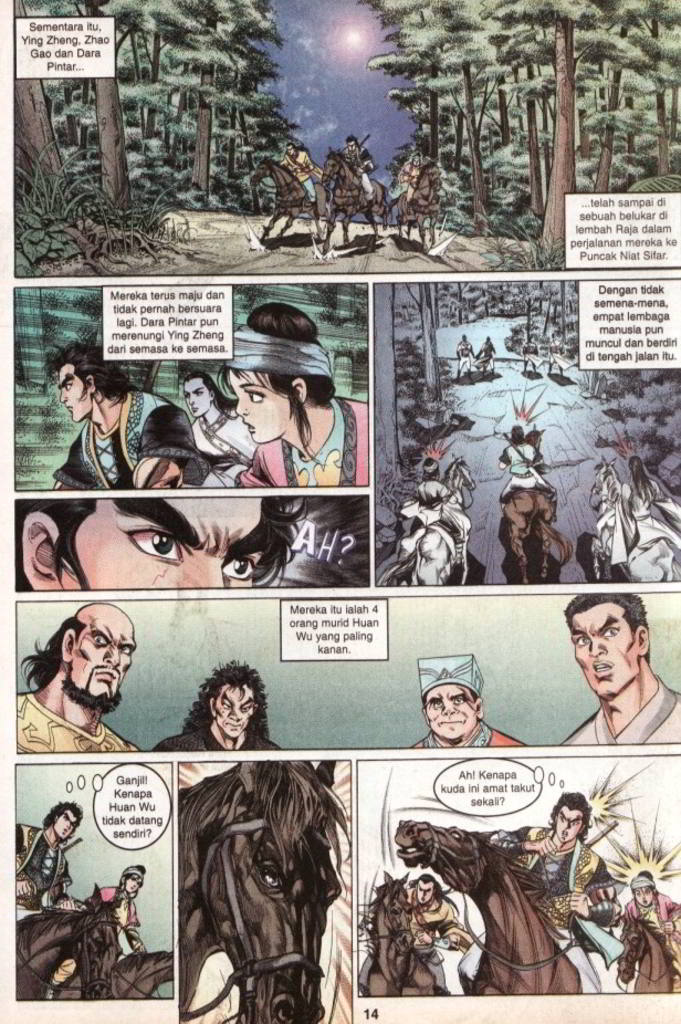 Sementara itu,
Ying Zheng, Zhao
Gao dan Dara
Pintar...
...telah sampai di
sebuah belukar di
lembah Raja dalam
perjalanan mereka ke
Puncak Niat Sifar.
Mereka terus maju dan
tidak pernah bersuara
lagi. Dara Pintar pun
merenungi Ying Zheng
dari semasa ke semasa.
Dengan tidak
semena-mena,
empat lembaga
manusia pun
muncul dan berdiri
di tengah jalan itu.
AH?
Mereka itu ialah 4
orang murid Huan
Wu yang paling
kanan.
Ganjil!
Kenapa
Huan Wu
tidak datang
sendiri?
Ah! Kenapa
kuda ini amat takut
sekali?
14